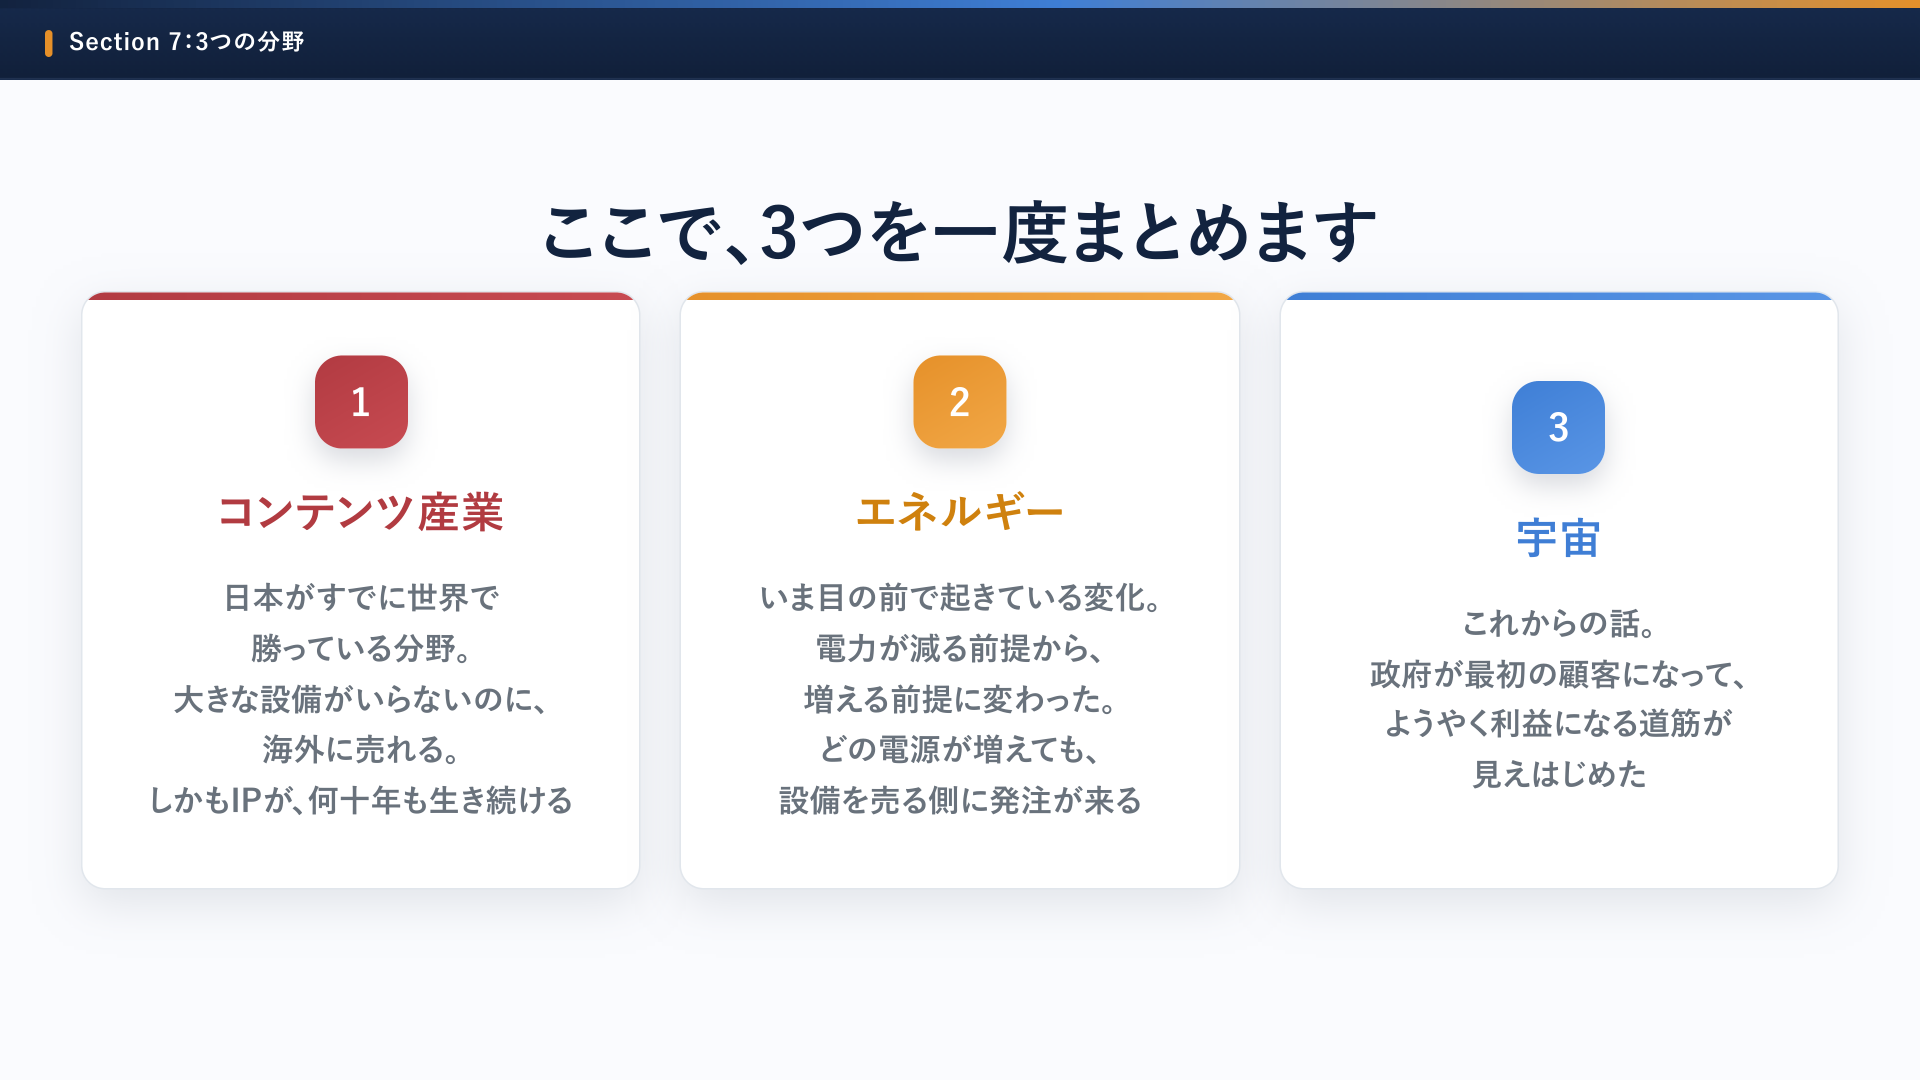 Section 7：3つの分野
ここで、3つを一度まとめます
1
コンテンツ産業
日本がすでに世界で
勝っている分野。
大きな設備がいらないのに、
海外に売れる。
しかもIPが、何十年も生き続ける
2
エネルギー
いま目の前で起きている変化。
電力が減る前提から、
増える前提に変わった。
どの電源が増えても、
設備を売る側に発注が来る
3
宇宙
これからの話。
政府が最初の顧客になって、
ようやく利益になる道筋が
見えはじめた